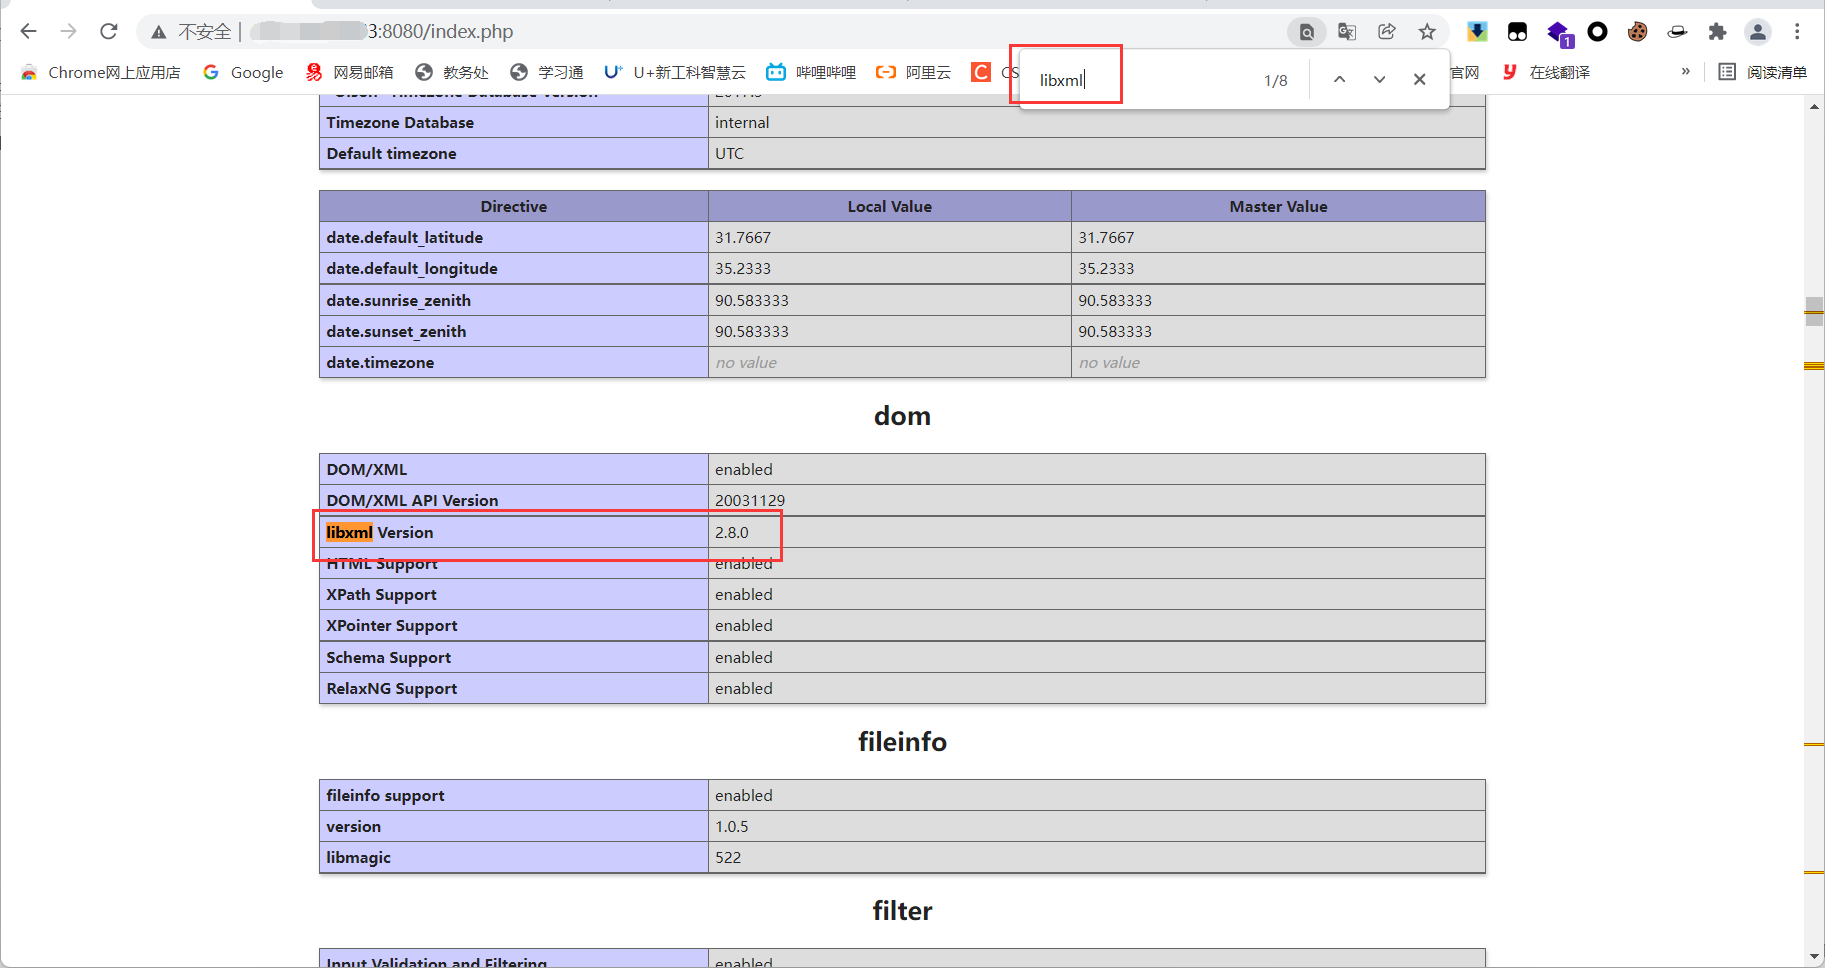 不安全 | 3:8080/index.php
Chrome网上应用店 Google 网易邮箱 教务处 学习通 U+新工科智慧云 哔哩哔哩 阿里云 CS 官网 在线翻译 » 阅读清单
libxml 1/8
"Olson" Timezone Database Version
Timezone Database internal
Default timezone UTC
Directive Local Value Master Value
date.default_latitude 31.7667 31.7667
date.default_longitude 35.2333 35.2333
date.sunrise_zenith 90.583333 90.583333
date.sunset_zenith 90.583333 90.583333
date.timezone no value no value
dom
DOM/XML enabled
DOM/XML API Version 20031129
libxml Version 2.8.0
HTML Support enabled
XPath Support enabled
XPointer Support enabled
Schema Support enabled
RelaxNG Support enabled
fileinfo
fileinfo support enabled
version 1.0.5
libmagic 522
filter
Input Validation and Filtering enabled